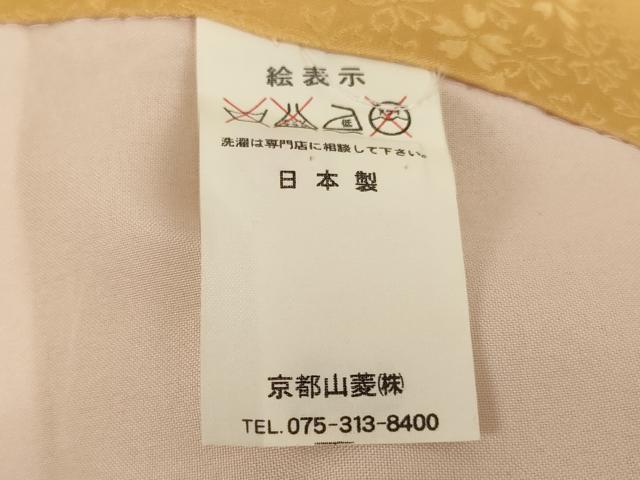 絵表示
低
洗濯は専門店に相談して下さい。
日本製
京都山菱㈱
TEL. 075-313-8400